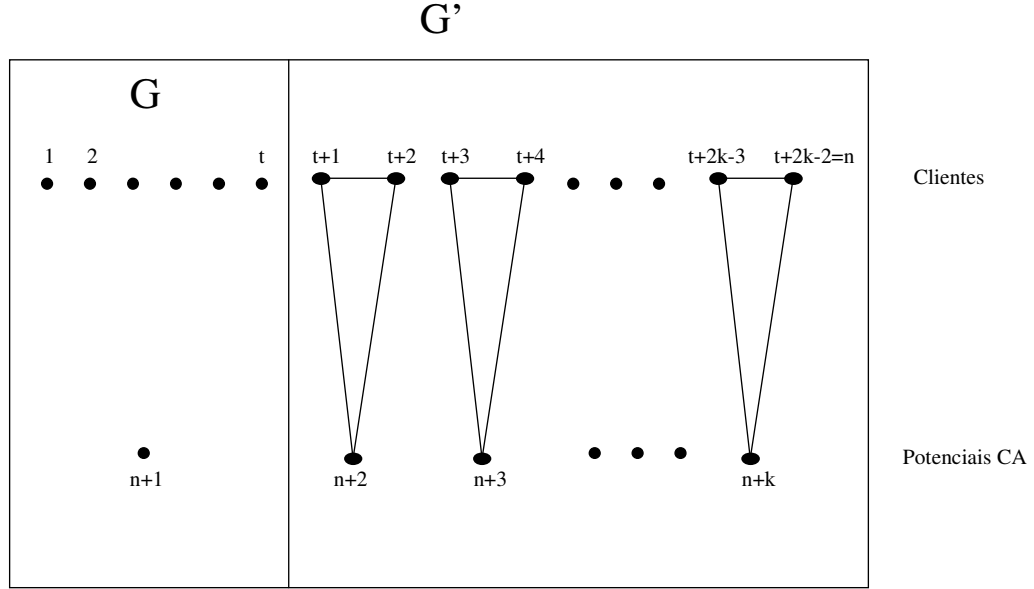 G’
G
1 2 t t+1 t+2 t+3 t+4 t+2k-3 t+2k-2=n
Clientes
Potenciais CA
n+1 n+2 n+3 n+k